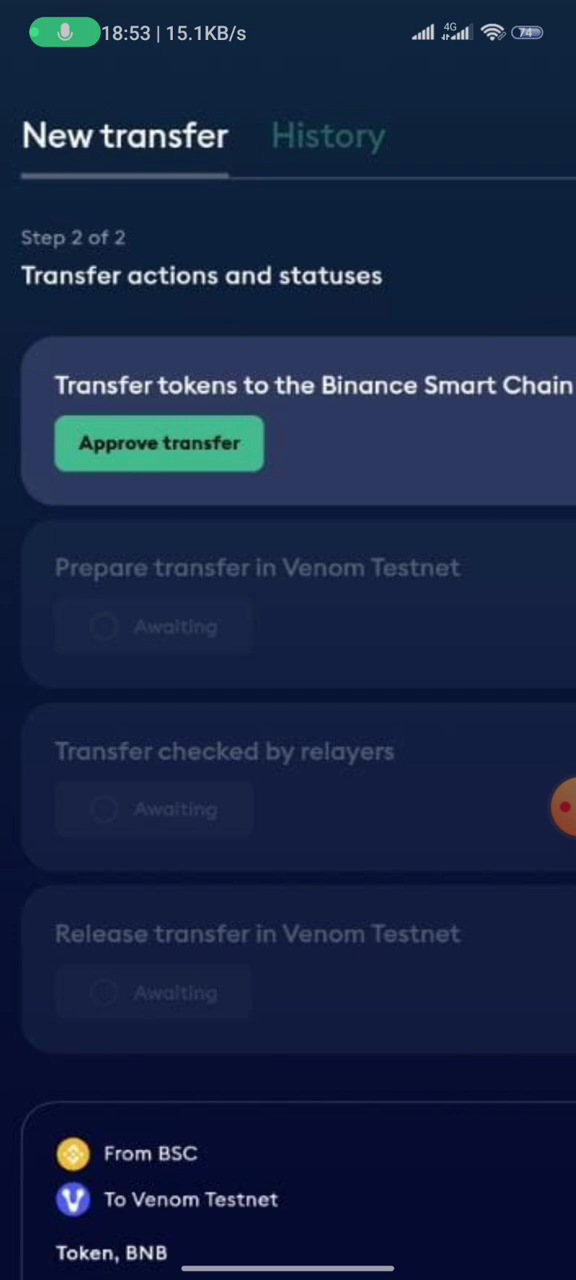 18:53 | 15.1KB/s
4G
74
New transfer
History
Step 2 of 2
Transfer actions and statuses
Transfer tokens to the Binance Smart Chain
Approve transfer
Prepare transfer in Venom Testnet
Awaiting
Transfer checked by relayers
Awaiting
Release transfer in Venom Testnet
Awaiting
From BSC
To Venom Testnet
Token, BNB